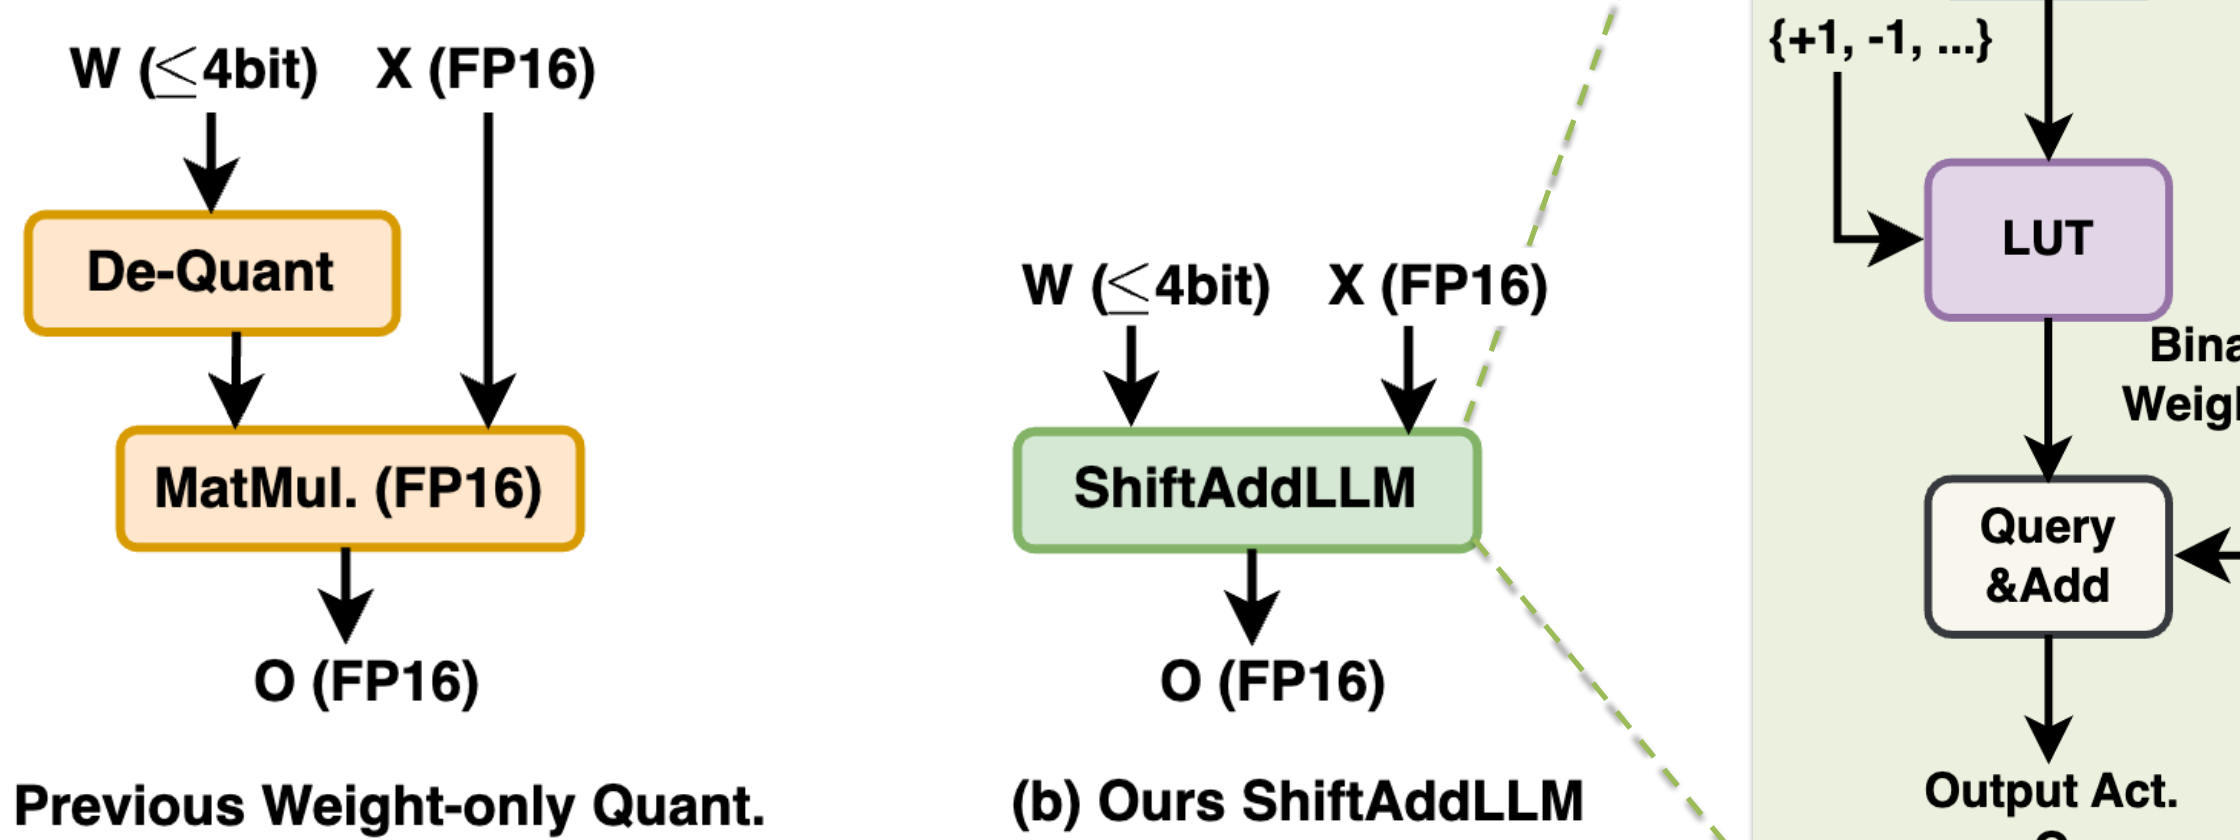 W (≤4bit) X (FP16)
De-Quant
MatMul. (FP16)
O (FP16)
Previous Weight-only Quant.
W (≤4bit) X (FP16)
ShiftAddLLM
O (FP16)
(b) Ours ShiftAddLLM
{+1, -1, ...}
LUT
Query
&Add
Output Act.